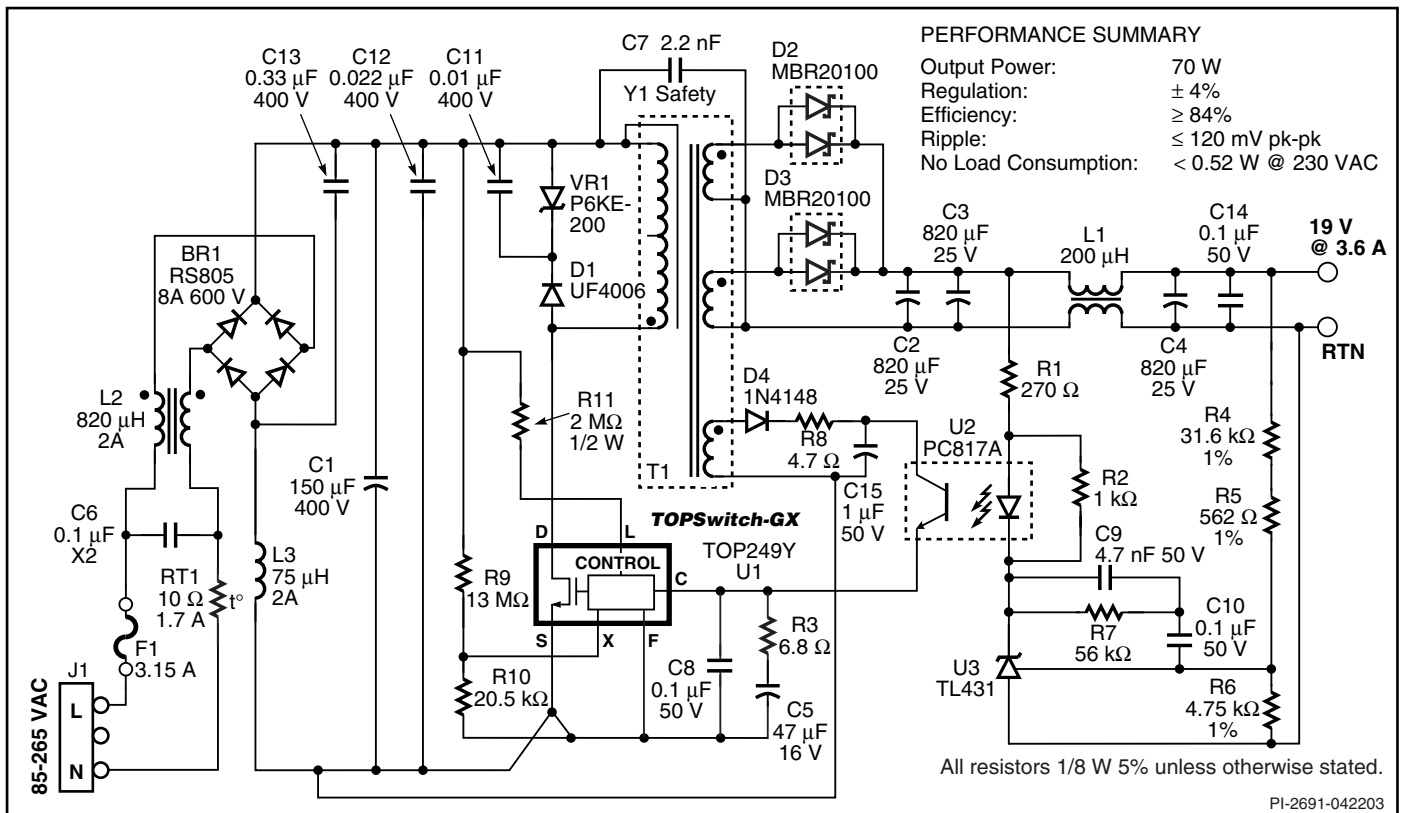 C13
0.33 µF
400 V
C12
0.022 µF
400 V
C11
0.01 µF
400 V
C7 2.2 nF
Y1 Safety
D2
MBR20100
PERFORMANCE SUMMARY
Output Power: 70 W
Regulation: ± 4%
Efficiency: ≥ 84%
Ripple: ≤ 120 mV pk-pk
No Load Consumption: < 0.52 W @ 230 VAC
VR1
P6KE-
200
D3
MBR20100
BR1
RS805
8A 600 V
D1
UF4006
C3
820 µF
25 V
L1
200 µH
C14
0.1 µF
50 V
19 V
@ 3.6 A
RTN
C2
820 µF
25 V
C4
820 µF
25 V
L2
820 µH
2A
R11
2 MΩ
1/2 W
D4
1N4148
R8
4.7 Ω
R1
270 Ω
R4
31.6 kΩ
1%
U2
PC817A
T1
C1
150 µF
400 V
C15
1 µF
50 V
R2
1 kΩ
R5
562 Ω
1%
C6
0.1 µF
X2
TOPSwitch-GX
D
L
TOP249Y
U1
CONTROL
C
S
X
F
C9
4.7 nF 50 V
L3
75 µH
2A
RT1
10 Ω
1.7 A
t°
R9
13 MΩ
R3
6.8 Ω
R7
56 kΩ
C10
0.1 µF
50 V
F1
3.15 A
J1
L
N
85-265 VAC
R10
20.5 kΩ
C8
0.1 µF
50 V
C5
47 µF
16 V
U3
TL431
R6
4.75 kΩ
1%
All resistors 1/8 W 5% unless otherwise stated.
PI-2691-042203